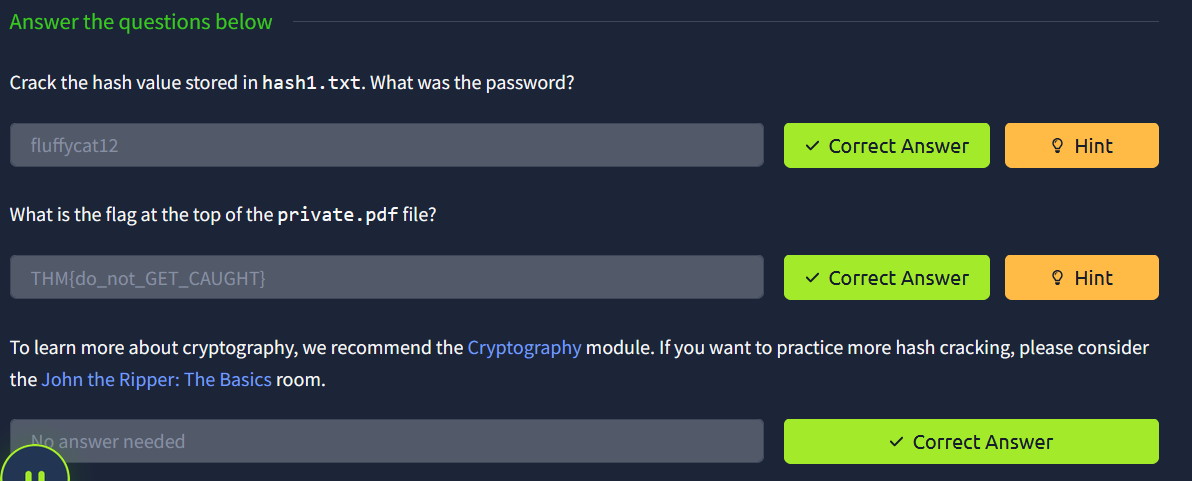 Answer the questions below
Crack the hash value stored in hash1.txt. What was the password?
fluffycat12
✓ Correct Answer
Hint
What is the flag at the top of the private.pdf file?
THM{do_not_GET_CAUGHT}
✓ Correct Answer
Hint
To learn more about cryptography, we recommend the Cryptography module. If you want to practice more hash cracking, please consider
the John the Ripper: The Basics room.
No answer needed
✓ Correct Answer